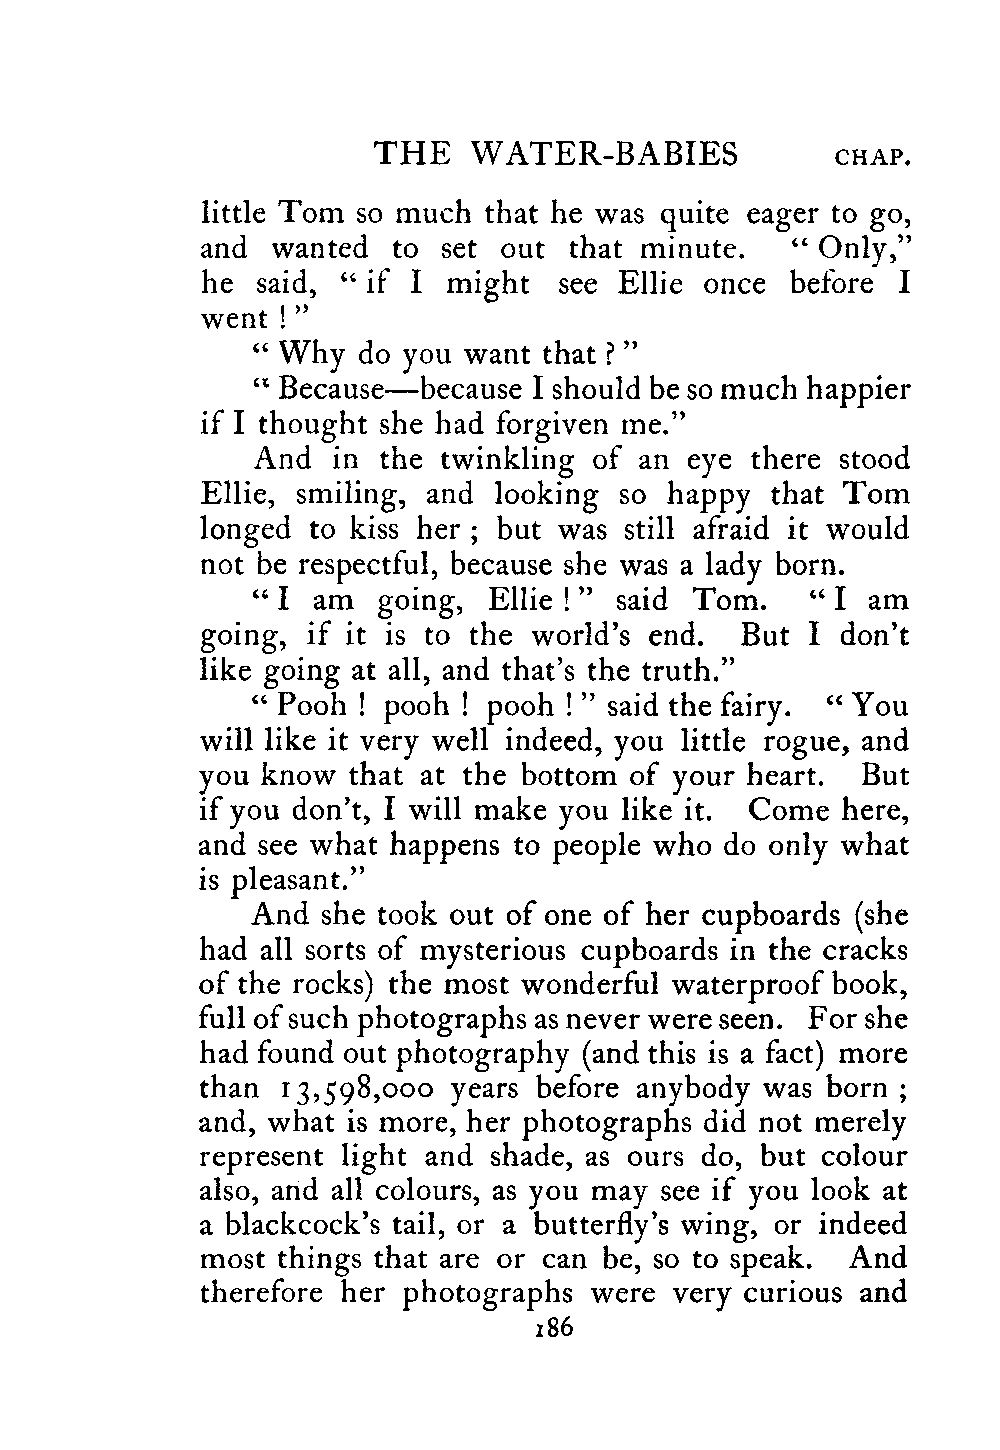 THE WATER-BABIES CHAP.
little Tom so much that he was quite eager to go,
and wanted to set out that minute. “ Only,”
he said, “ if I might see Ellie once before I
went ! ”
“ Why do you want that ? ”
“ Because—because I should be so much happier
if I thought she had forgiven me.”
And in the twinkling of an eye there stood
Ellie, smiling, and looking so happy that Tom
longed to kiss her ; but was still afraid it would
not be respectful, because she was a lady born.
“ I am going, Ellie ! ” said Tom. “ I am
going, if it is to the world’s end. But I don’t
like going at all, and that’s the truth.”
“ Pooh ! pooh ! pooh ! ” said the fairy. “ You
will like it very well indeed, you little rogue, and
you know that at the bottom of your heart. But
if you don’t, I will make you like it. Come here,
and see what happens to people who do only what
is pleasant.”
And she took out of one of her cupboards (she
had all sorts of mysterious cupboards in the cracks
of the rocks) the most wonderful waterproof book,
full of such photographs as never were seen. For she
had found out photography (and this is a fact) more
than 13,598,000 years before anybody was born ;
and, what is more, her photographs did not merely
represent light and shade, as ours do, but colour
also, and all colours, as you may see if you look at
a blackcock’s tail, or a butterfly’s wing, or indeed
most things that are or can be, so to speak. And
therefore her photographs were very curious and
186